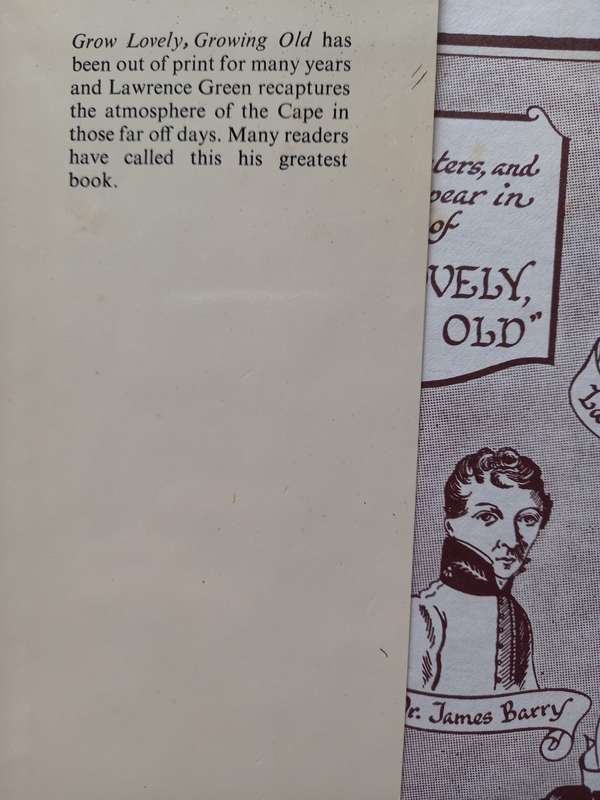 Grow Lovely, Growing Old has
been out of print for many years
and Lawrence Green recaptures
the atmosphere of the Cape in
those far off days. Many readers
have called this his greatest
book.
ters, and
pear in
of
VELY,
OLD"
La
Dr. James Barry